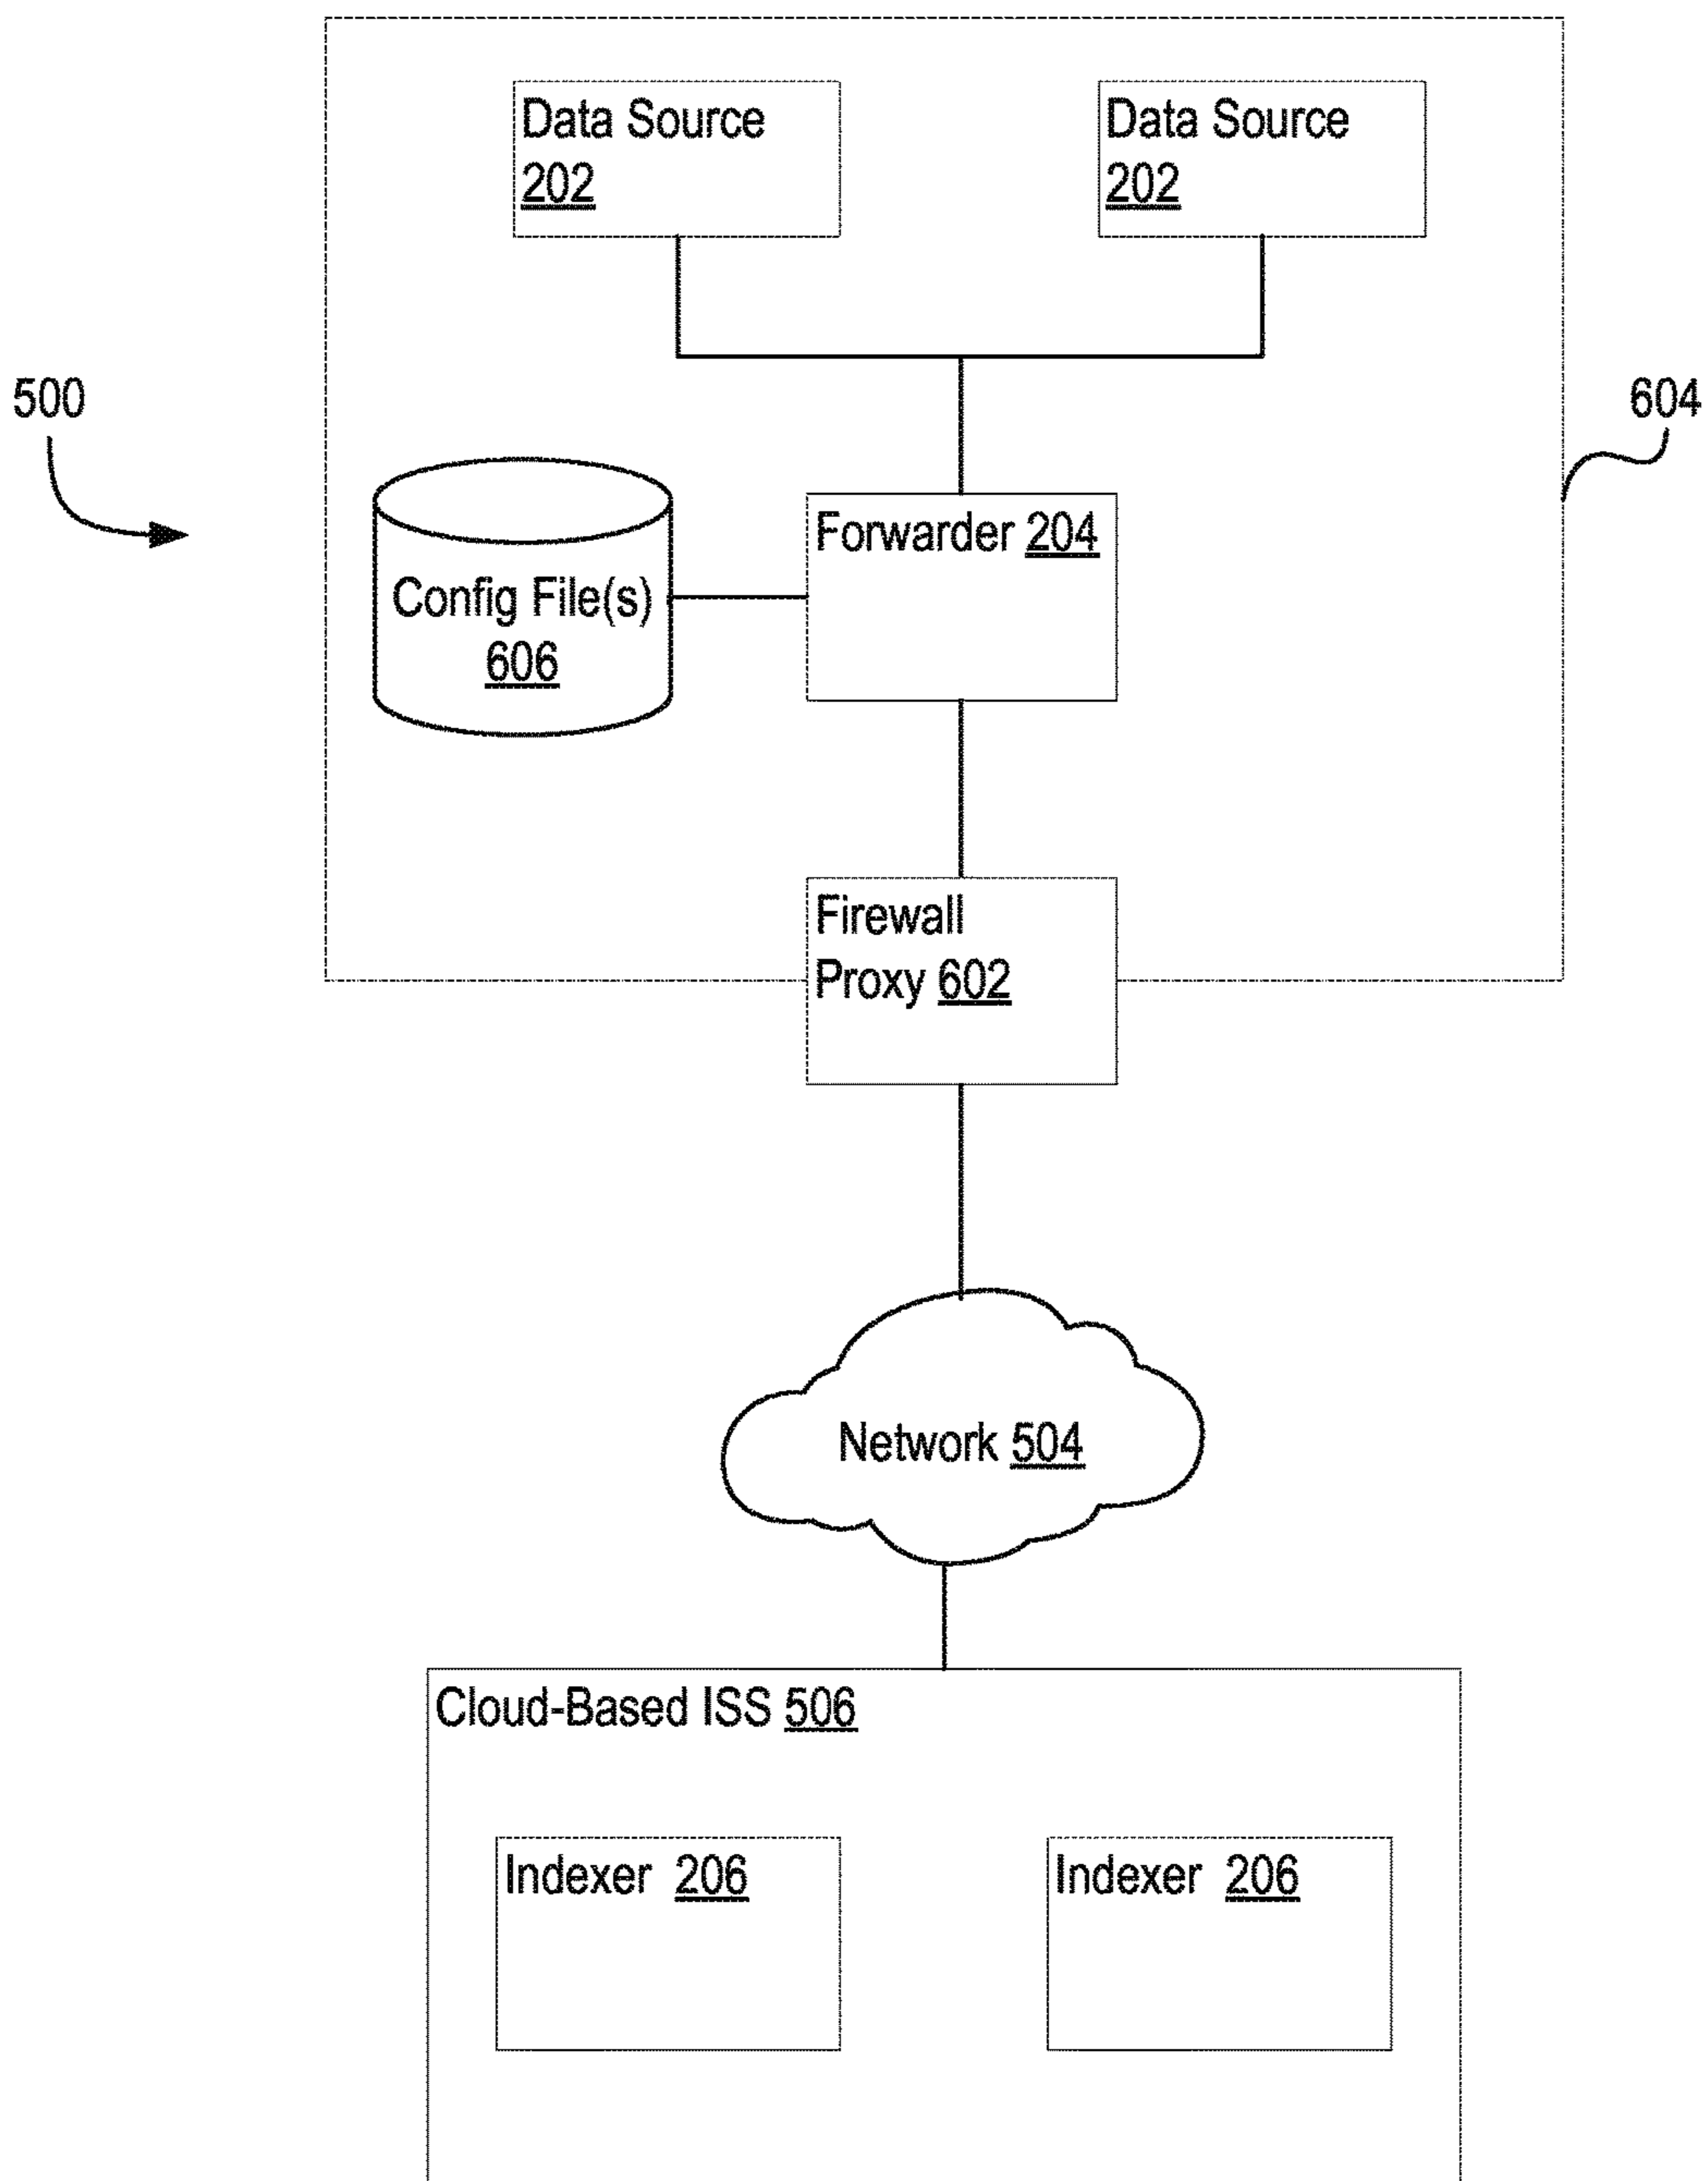 Data Source
202
Data Source
202
500
604
Forwarder 204
Config File(s)
606
Firewall
Proxy 602
Network 504
Cloud-Based ISS 506
Indexer 206
Indexer 206